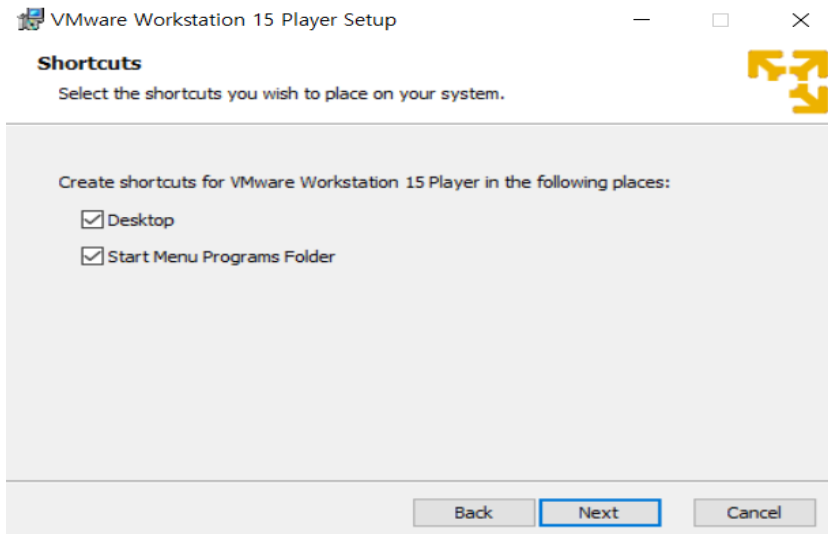 VMware Workstation 15 Player Setup
Shortcuts
Select the shortcuts you wish to place on your system.
Create shortcuts for VMware Workstation 15 Player in the following places:
Desktop
Start Menu Programs Folder
Back Next Cancel